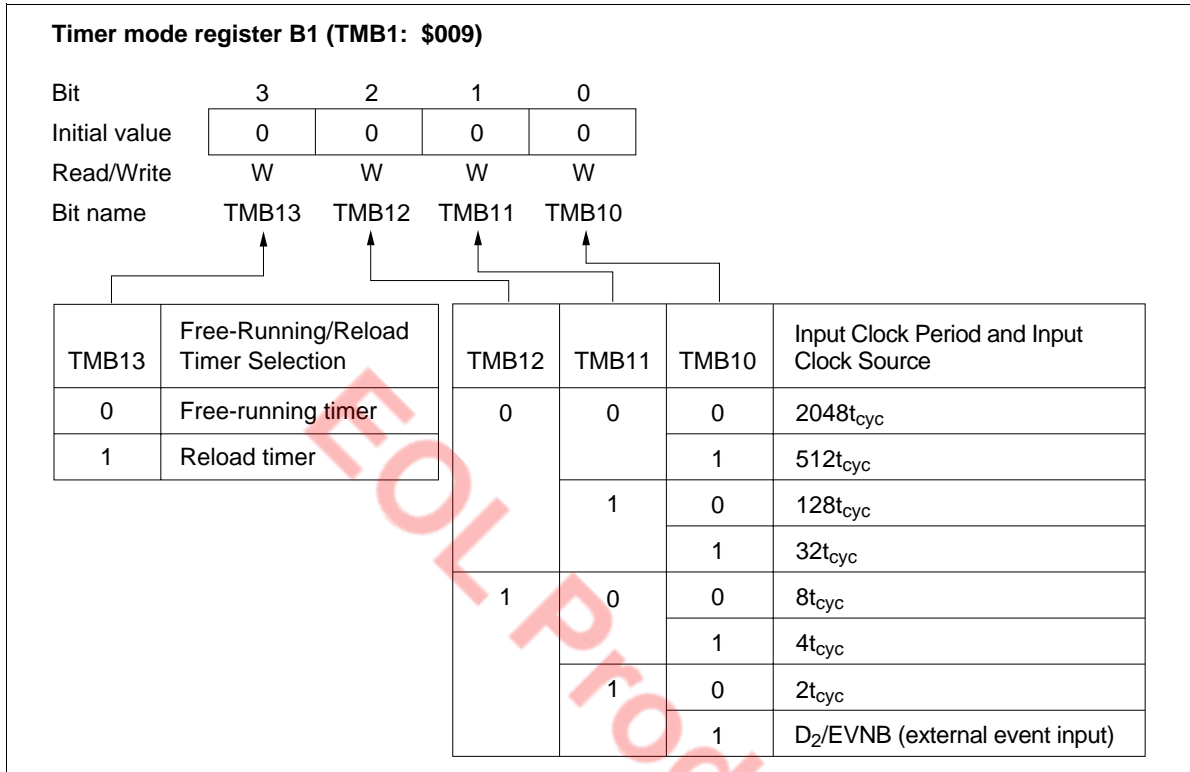 Timer mode register B1 (TMB1: $009)
Bit 3 2 1 0
Initial value 0 0 0 0
Read/Write W W W W
Bit name TMB13 TMB12 TMB11 TMB10
TMB13 Free-Running/Reload Timer Selection
0 Free-running timer
1 Reload timer
TMB12 TMB11 TMB10 Input Clock Period and Input Clock Source
0 0 0 2048tcyc
1 512tcyc
1 0 128tcyc
1 32tcyc
1 0 0 8tcyc
1 4tcyc
1 0 2tcyc
1 D2/EVNB (external event input)
EOL Prod